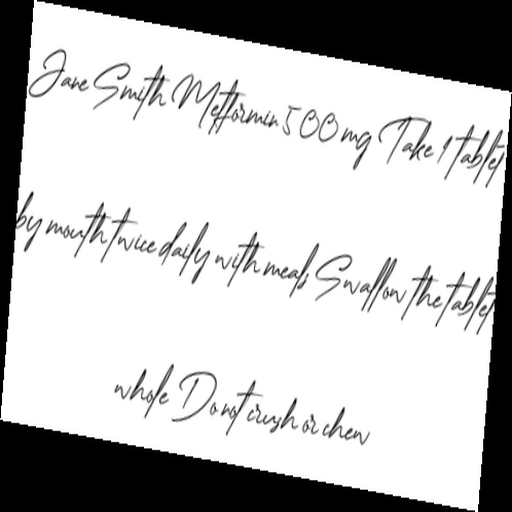 Jane Smith Metformin 500 mg Take 1 tablet
by mouth twice daily with meals Swallow the tablet
whole Do not crush or chew